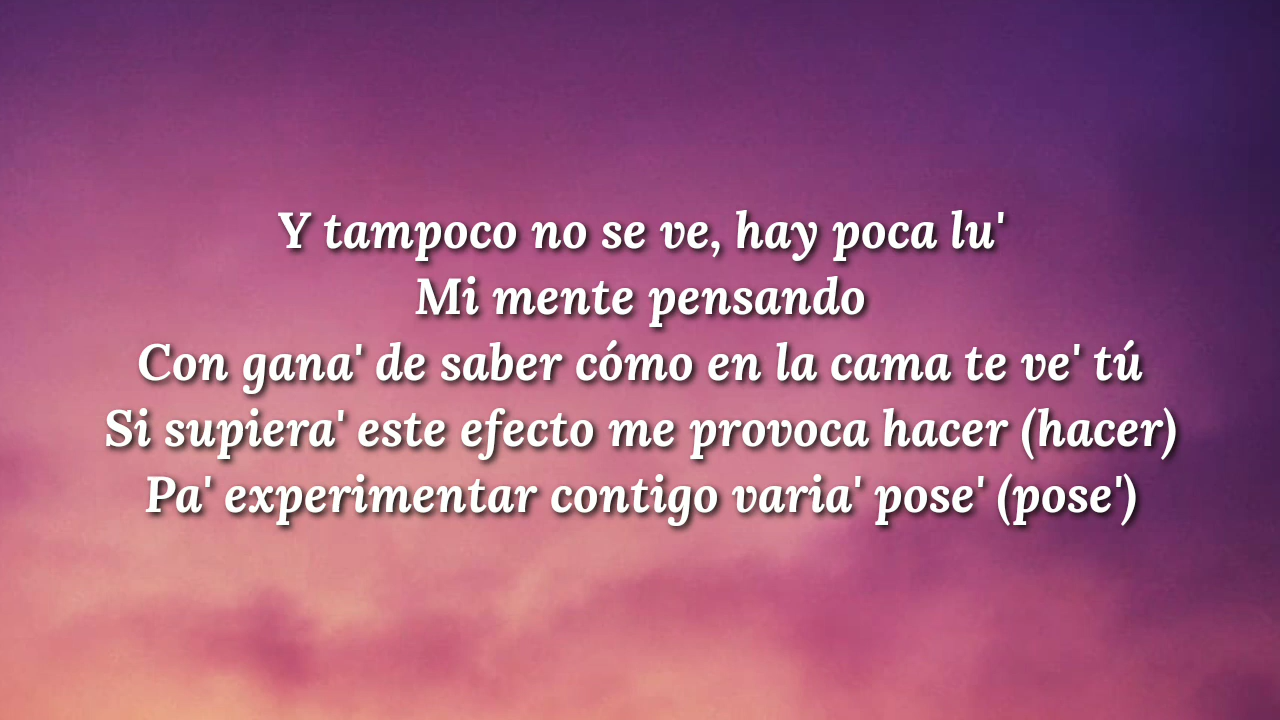 Y tampoco no se ve, hay poca lu'
Mi mente pensando
Con gana' de saber cómo en la cama te ve' tú
Si supiera' este efecto me provoca hacer (hacer)
Pa' experimentar contigo varia' pose' (pose')